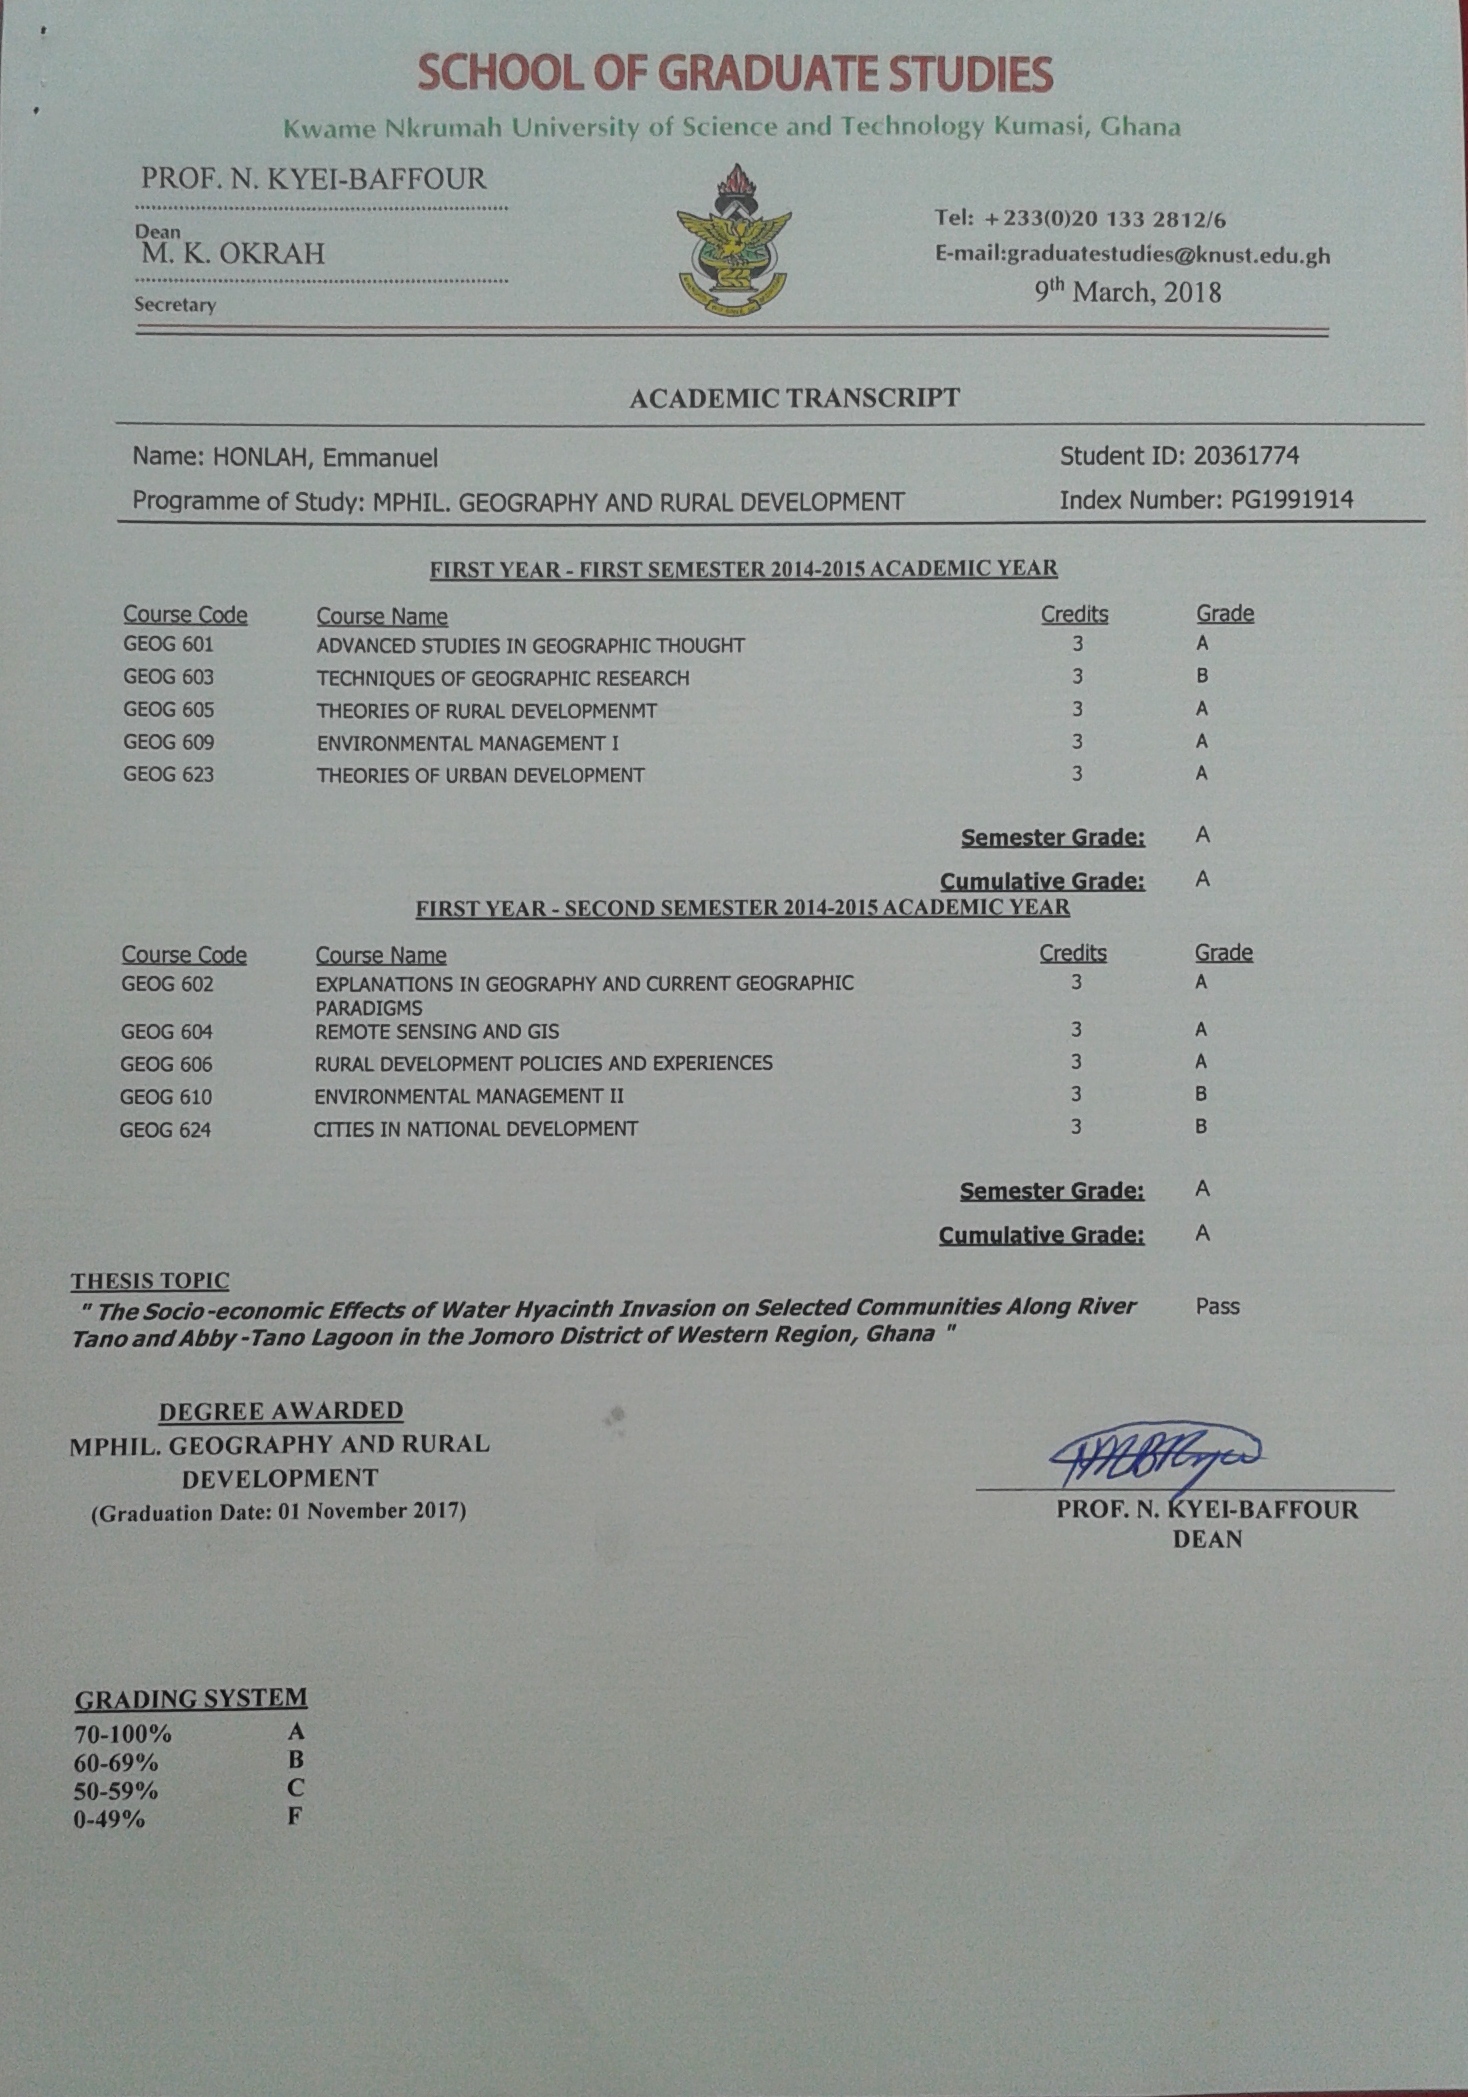 SCHOOL OF GRADUATE STUDIES
Kwame Nkrumah University of Science and Technology Kumasi, Ghana
PROF. N. KYEI-BAFFOUR
Dean
M. K. OKRAH
Secretary
Tel: +233(0)20 133 2812/6
E-mail:graduatestudies@knust.edu.gh
9th March, 2018
ACADEMIC TRANSCRIPT
Name: HONLAH, Emmanuel Student ID: 20361774
Programme of Study: MPHIL. GEOGRAPHY AND RURAL DEVELOPMENT Index Number: PG1991914
FIRST YEAR - FIRST SEMESTER 2014-2015 ACADEMIC YEAR
Course Code Course Name Credits Grade
GEOG 601 ADVANCED STUDIES IN GEOGRAPHIC THOUGHT 3 A
GEOG 603 TECHNIQUES OF GEOGRAPHIC RESEARCH 3 B
GEOG 605 THEORIES OF RURAL DEVELOPMENMT 3 A
GEOG 609 ENVIRONMENTAL MANAGEMENT I 3 A
GEOG 623 THEORIES OF URBAN DEVELOPMENT 3 A
Semester Grade: A
Cumulative Grade: A
FIRST YEAR - SECOND SEMESTER 2014-2015 ACADEMIC YEAR
Course Code Course Name Credits Grade
GEOG 602 EXPLANATIONS IN GEOGRAPHY AND CURRENT GEOGRAPHIC 3 A
PARADIGMS
GEOG 604 REMOTE SENSING AND GIS 3 A
GEOG 606 RURAL DEVELOPMENT POLICIES AND EXPERIENCES 3 A
GEOG 610 ENVIRONMENTAL MANAGEMENT II 3 B
GEOG 624 CITIES IN NATIONAL DEVELOPMENT 3 B
Semester Grade: A
Cumulative Grade: A
THESIS TOPIC
" The Socio-economic Effects of Water Hyacinth Invasion on Selected Communities Along River Pass
Tano and Abby -Tano Lagoon in the Jomoro District of Western Region, Ghana "
DEGREE AWARDED
MPHIL. GEOGRAPHY AND RURAL
DEVELOPMENT
(Graduation Date: 01 November 2017)
PROF. N. KYEI-BAFFOUR
DEAN
GRADING SYSTEM
70-100% A
60-69% B
50-59% C
0-49% F